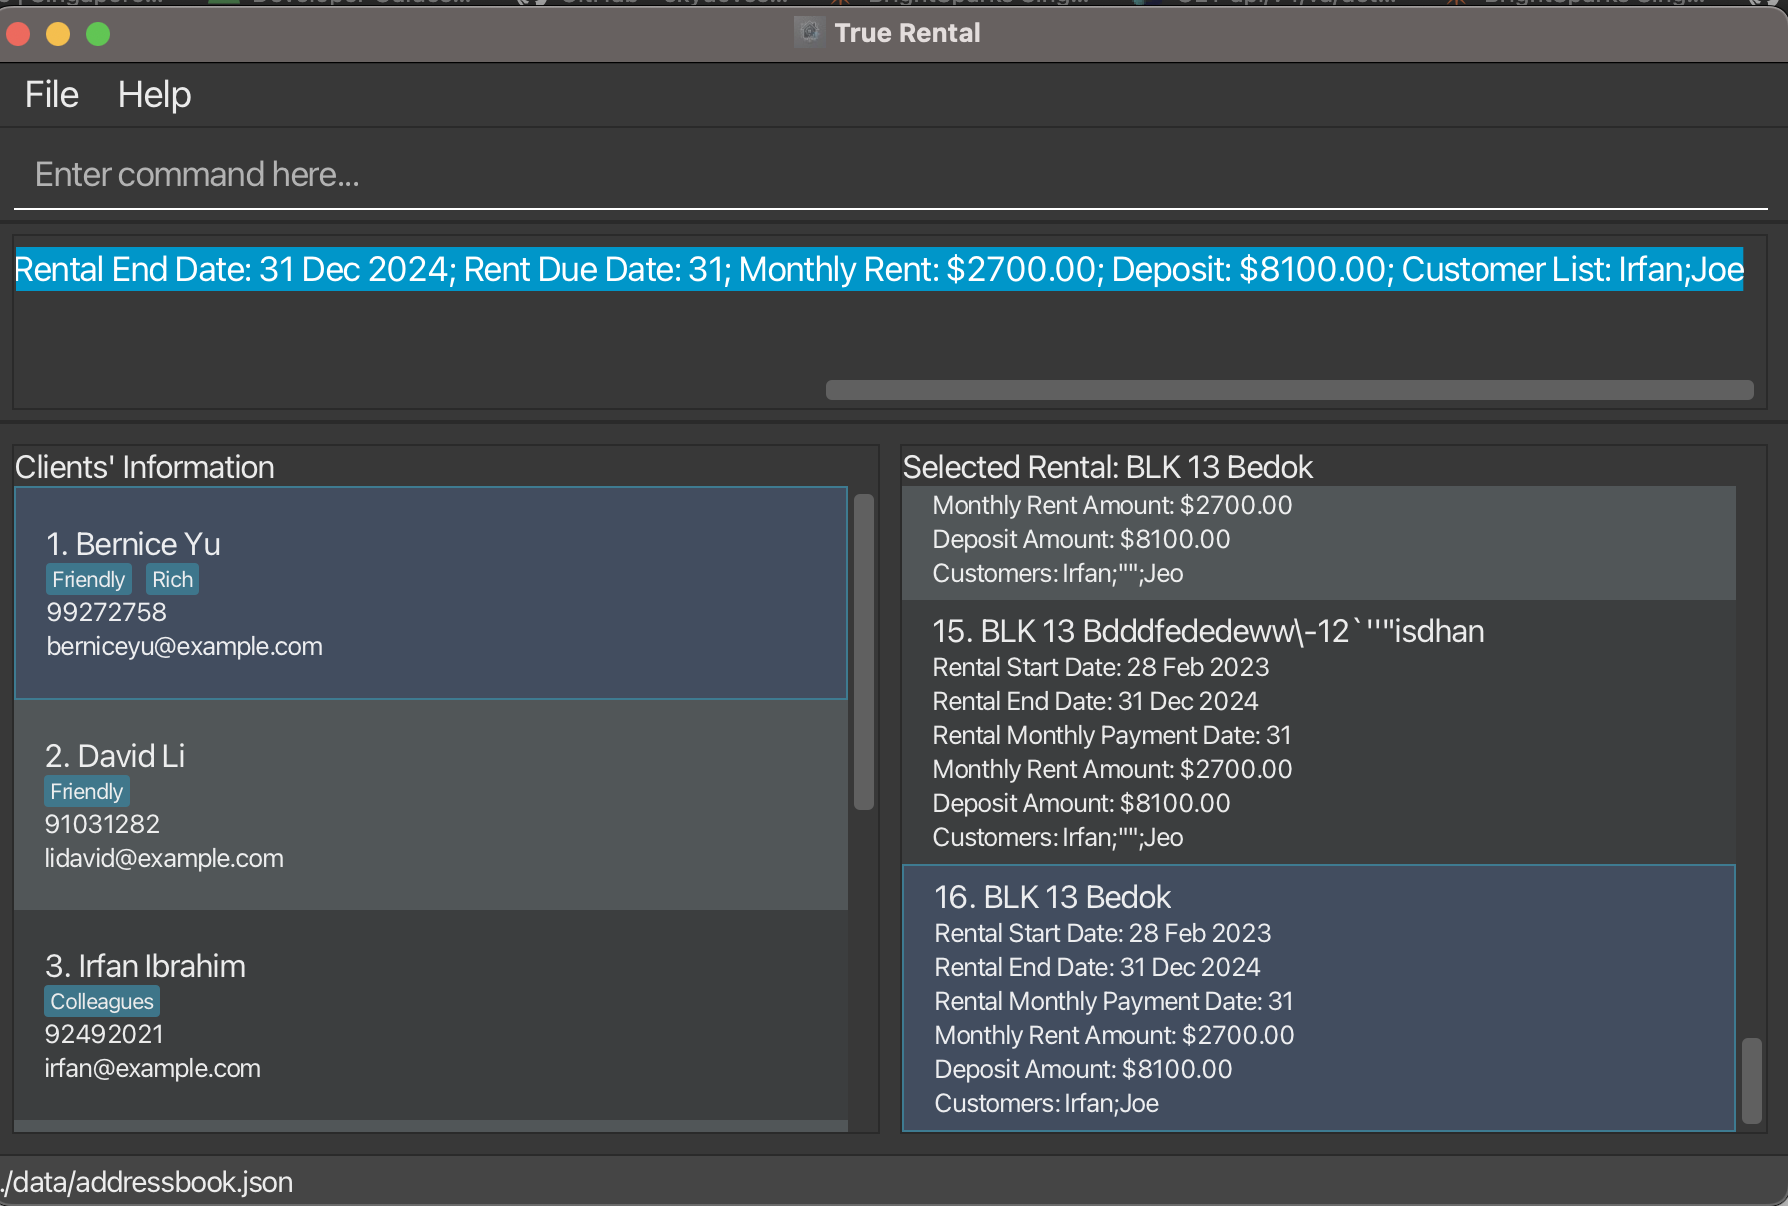 True Rental
File Help
Enter command here...
Rental End Date: 31 Dec 2024; Rent Due Date: 31; Monthly Rent: $2700.00; Deposit: $8100.00; Customer List: Irfan;Joe
Clients' Information
1. Bernice Yu
Friendly Rich
99272758
berniceyu@example.com
2. David Li
Friendly
91031282
lidavid@example.com
3. Irfan Ibrahim
Colleagues
92492021
irfan@example.com
Selected Rental: BLK 13 Bedok
Monthly Rent Amount: $2700.00
Deposit Amount: $8100.00
Customers: Irfan;"";Jeo
15. BLK 13 Bdddfededeww\-12`''"isdhan
Rental Start Date: 28 Feb 2023
Rental End Date: 31 Dec 2024
Rental Monthly Payment Date: 31
Monthly Rent Amount: $2700.00
Deposit Amount: $8100.00
Customers: Irfan;"";Jeo
16. BLK 13 Bedok
Rental Start Date: 28 Feb 2023
Rental End Date: 31 Dec 2024
Rental Monthly Payment Date: 31
Monthly Rent Amount: $2700.00
Deposit Amount: $8100.00
Customers: Irfan;Joe
./data/addressbook.json